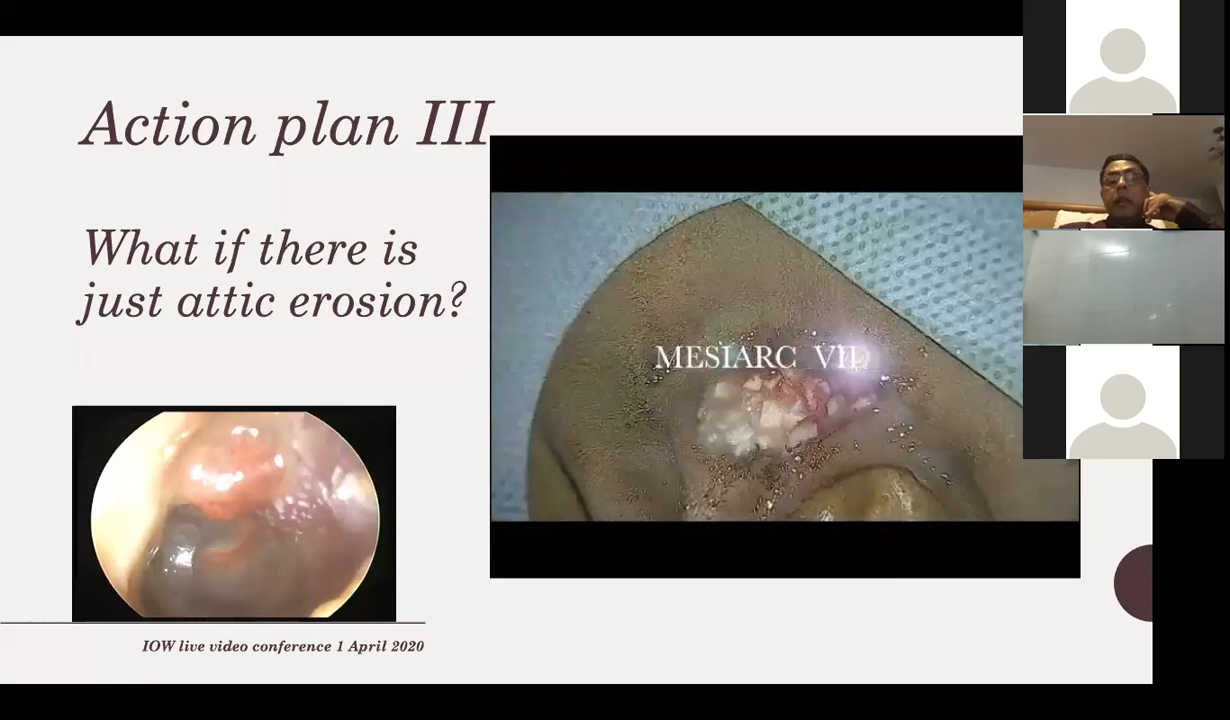 Action plan III
What if there is
just attic erosion?
MESIARC VII
IOW live video conference 1 April 2020